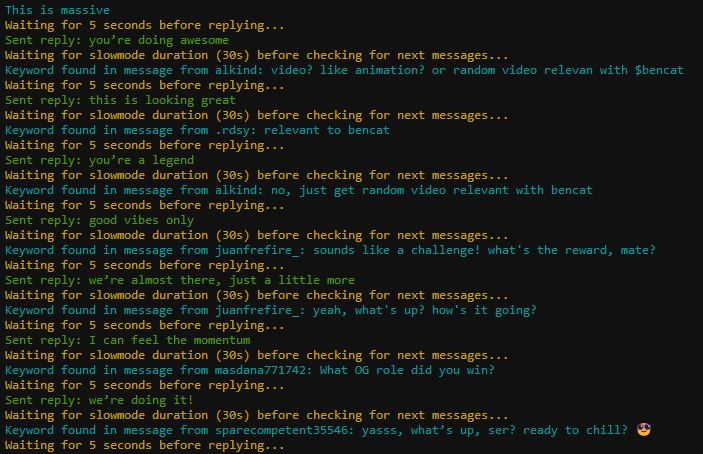 This is massive
Waiting for 5 seconds before replying...
Sent reply: you’re doing awesome
Waiting for slowmode duration (30s) before checking for next messages...
Keyword found in message from alkind: video? like animation? or random video relevan with $bencat
Waiting for 5 seconds before replying...
Sent reply: this is looking great
Waiting for slowmode duration (30s) before checking for next messages...
Keyword found in message from .rdsy: relevant to bencat
Waiting for 5 seconds before replying...
Sent reply: you’re a legend
Waiting for slowmode duration (30s) before checking for next messages...
Keyword found in message from alkind: no, just get random video relevant with bencat
Waiting for 5 seconds before replying...
Sent reply: good vibes only
Waiting for slowmode duration (30s) before checking for next messages...
Keyword found in message from juanfrefire_: sounds like a challenge! what's the reward, mate?
Waiting for 5 seconds before replying...
Sent reply: we’re almost there, just a little more
Waiting for slowmode duration (30s) before checking for next messages...
Keyword found in message from juanfrefire_: yeah, what's up? how's it going?
Waiting for 5 seconds before replying...
Sent reply: I can feel the momentum
Waiting for slowmode duration (30s) before checking for next messages...
Keyword found in message from masdana771742: What OG role did you win?
Waiting for 5 seconds before replying...
Sent reply: we’re doing it!
Waiting for slowmode duration (30s) before checking for next messages...
Keyword found in message from sparecompetent35546: yasss, what’s up, ser? ready to chill? 😎
Waiting for 5 seconds before replying...